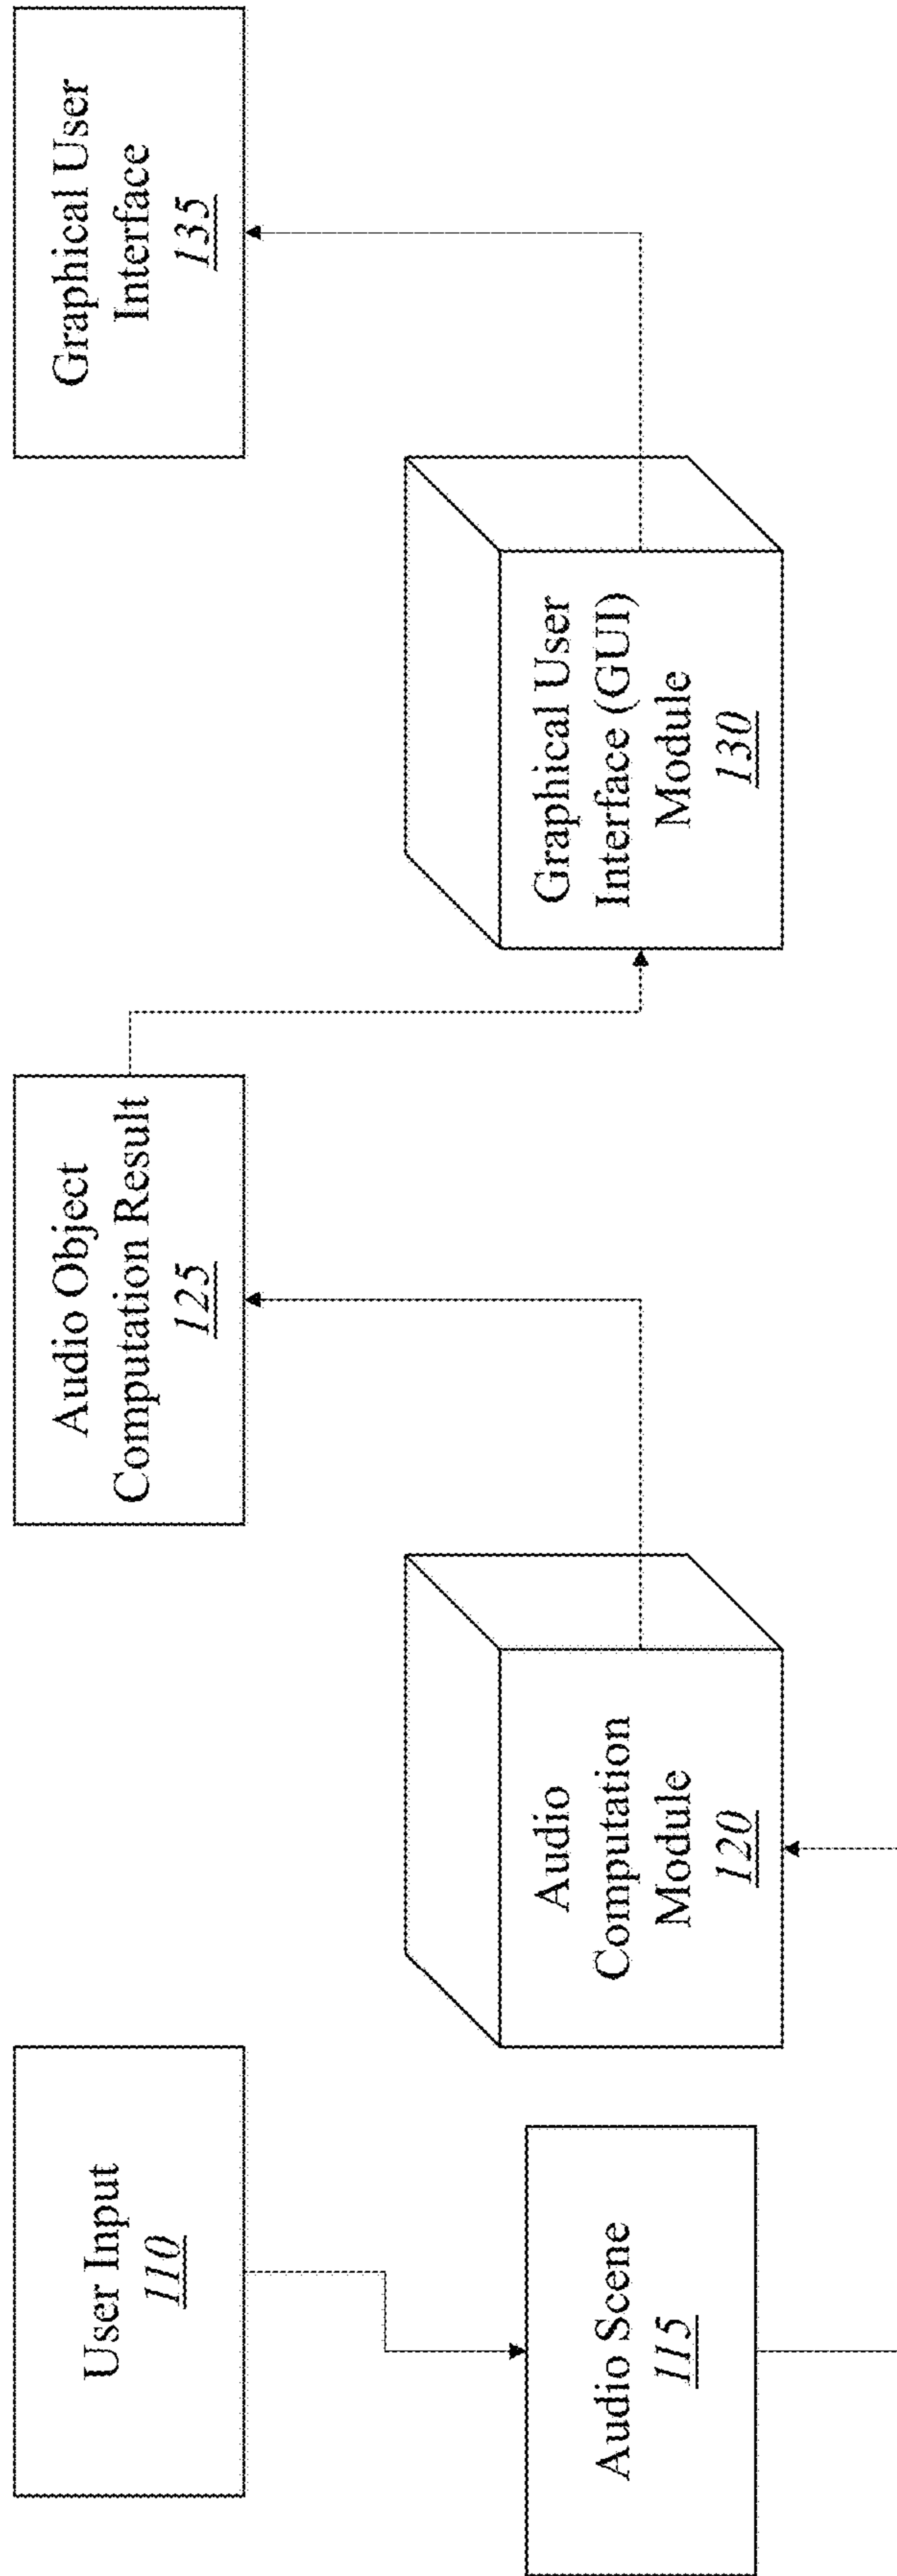 User Input
110
Audio Scene
115
Audio
Computation
Module
120
Audio Object
Computation Result
125
Graphical User
Interface (GUI)
Module
130
Graphical User
Interface
135